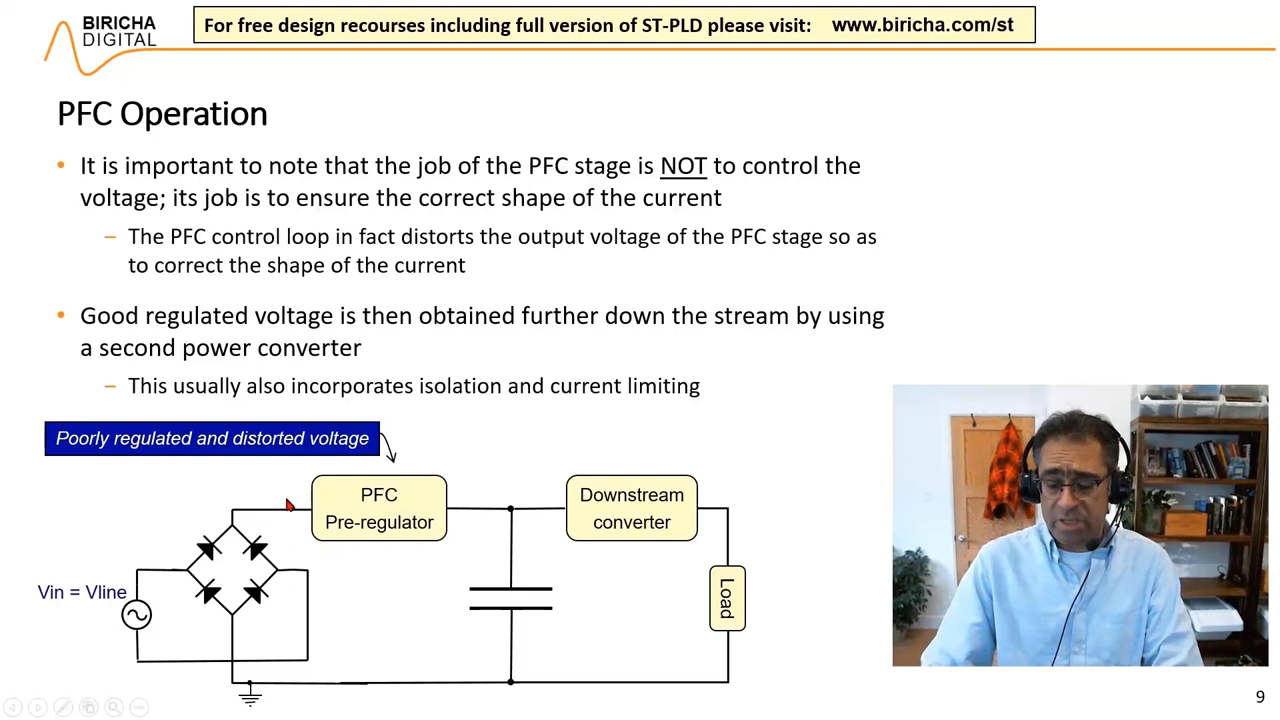 BIRICHA
DIGITAL
For free design recourses including full version of ST-PLD please visit: www.biricha.com/st
PFC Operation
• It is important to note that the job of the PFC stage is NOT to control the
voltage; its job is to ensure the correct shape of the current
– The PFC control loop in fact distorts the output voltage of the PFC stage so as
to correct the shape of the current
• Good regulated voltage is then obtained further down the stream by using
a second power converter
– This usually also incorporates isolation and current limiting
Poorly regulated and distorted voltage
PFC
Pre-regulator
Downstream
converter
Vin = Vline
Load
9